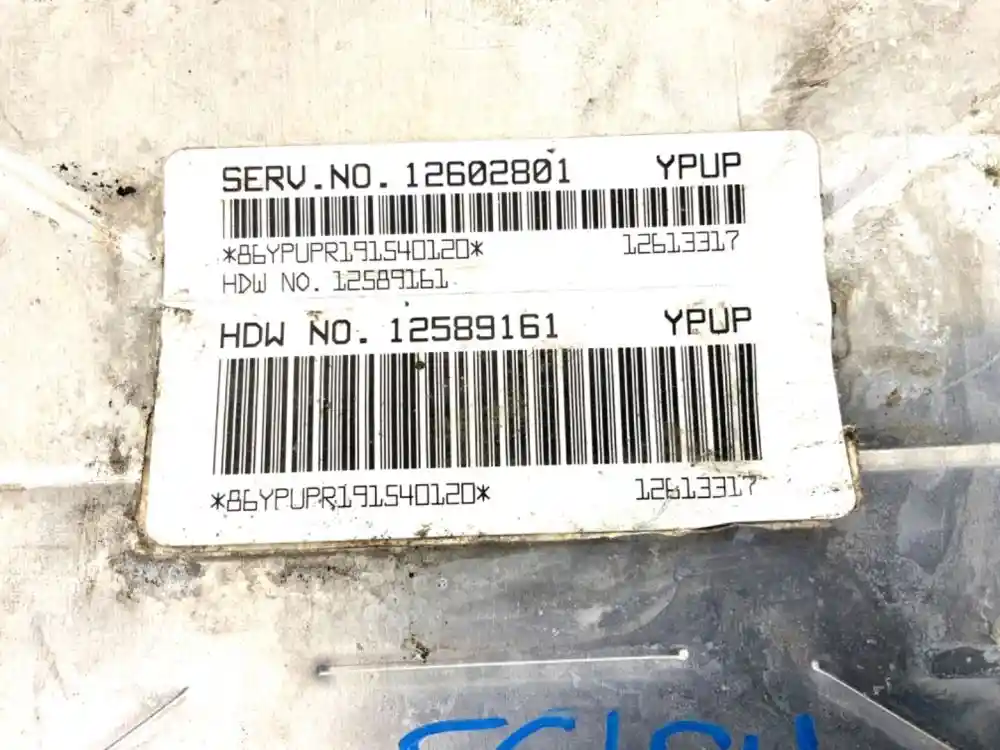 SERV.NO. 12602801 YPUP
*86YPUPR191540120* 12613317
HDW NO. 12589161
HDW NO. 12589161 YPUP
*86YPUPR191540120* 12613317